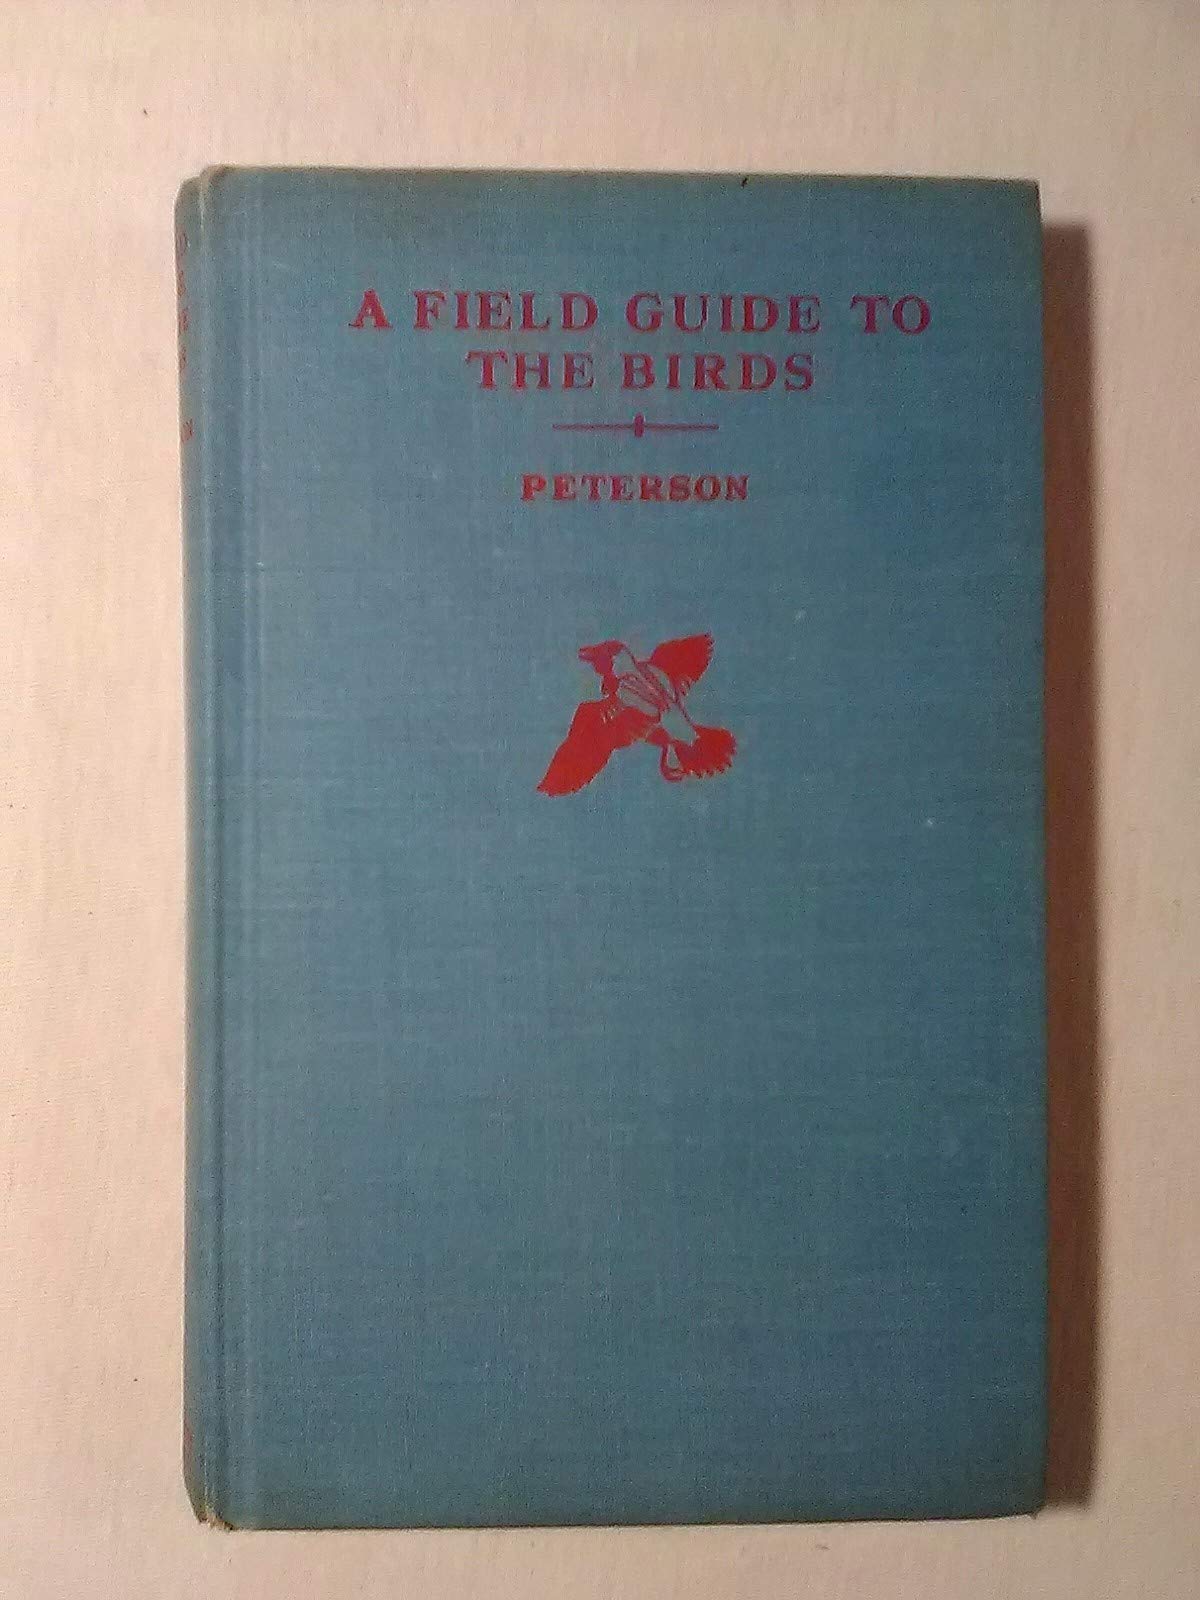 A FIELD GUIDE TO
THE BIRDS
PETERSON